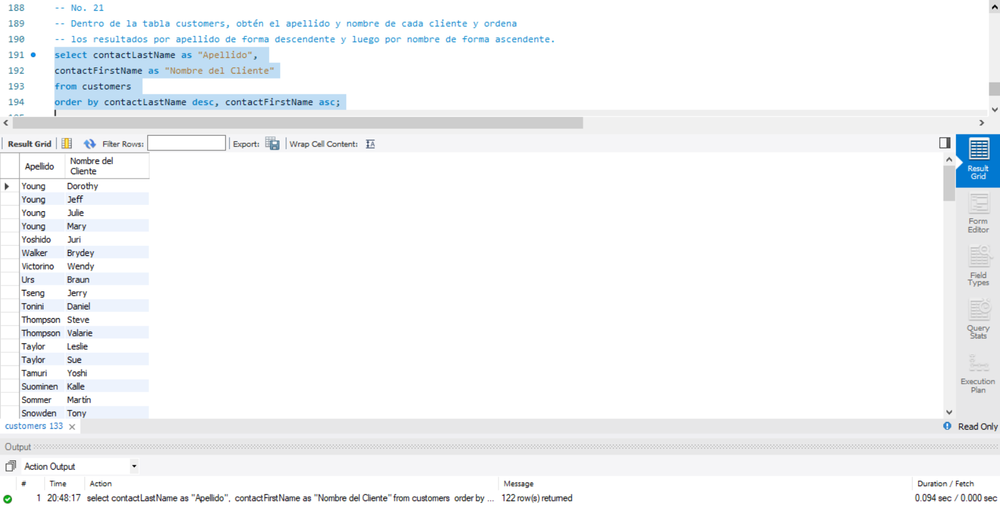 188 -- No. 21
189 -- Dentro de la tabla customers, obtén el apellido y nombre de cada cliente y ordena
190 -- los resultados por apellido de forma descendente y luego por nombre de forma ascendente.
191 select contactLastName as "Apellido",
192 contactFirstName as "Nombre del Cliente"
193 from customers
194 order by contactLastName desc, contactFirstName asc;
Result Grid Filter Rows: Export: Wrap Cell Content:
Apellido Nombre del Cliente
Young Dorothy
Young Jeff
Young Julie
Young Mary
Yoshido Juri
Walker Brydey
Victorino Wendy
Urs Braun
Tseng Jerry
Tonini Daniel
Thompson Steve
Thompson Valarie
Taylor Leslie
Taylor Sue
Tamuri Yoshi
Suominen Kalle
Sommer Martín
Snowden Tony
Result Grid
Form Editor
Field Types
Query Stats
Execution Plan
customers 133 Read Only
Output
Action Output
# Time Action Message Duration / Fetch
1 20:48:17 select contactLastName as "Apellido", contactFirstName as "Nombre del Cliente" from customers order by ... 122 row(s) returned 0.094 sec / 0.000 sec